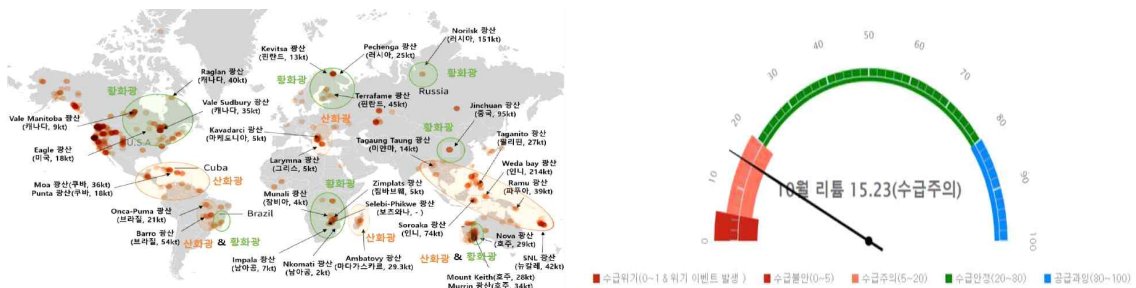 Norilsk 광산
(러시아, 151kt)
Kevitsa 광산
(핀란드, 13kt)
Pechenga 광산
(러시아, 25kt)
Raglan 광산
(캐나다, 40kt)
황화광
황화광
Russia
Terrafame 광산
(핀란드, 45kt)
Vale Sudbury 광산
(캐나다, 35kt)
Jinchuan 광산
(중국, 95kt)
Vale Manitoba 광산
(캐나다, 9kt)
산화광
황화광
Taganito 광산
(필리핀, 27kt)
Kavadarci 광산
(마케도니아, 5kt)
Tagaung Taung 광산
(미얀마, 14kt)
U.S.A
Eagle 광산
(미국, 18kt)
Weda bay 광산
(인니, 214kt)
Larymna 광산
(그리스, 5kt)
Cuba
Moa 광산(쿠바, 36kt)
Punta 광산(쿠바, 18kt)
산화광
황화광
Zimplats 광산
(짐바브웨, 5kt)
Ramu 광산
(파푸아, 39kt)
Munali 광산
(잠비아, 4kt)
Selebi-Philkwe 광산
(보츠와나, - )
Onca-Puma 광산
(브라질, 21kt)
Brazil
Soroaka 광산
(인니, 74kt)
Nova 광산
(호주, 29kt)
Barro 광산
(브라질, 54kt)
산화광 & 황화광
산화광
산화광 & 황화광
Impala 광산
(남아공, 7kt)
Nkomati 광산
(남아공, 2kt)
Ambatovy 광산
(마다가스카르, 29.3kt)
SNL 광산
(뉴칼레, 42kt)
Mount Keith(호주, 28kt)
Murrin 광산(호주, 34kt)
0
10
20
30
40
50
60
70
80
90
100
10월 리튬 15.23(수급주의)
수급위기(0~1 & 위기 이벤트 발생 )
수급불안(0~5)
수급주의(5~20)
수급안정(20~80)
공급과잉(80~100)